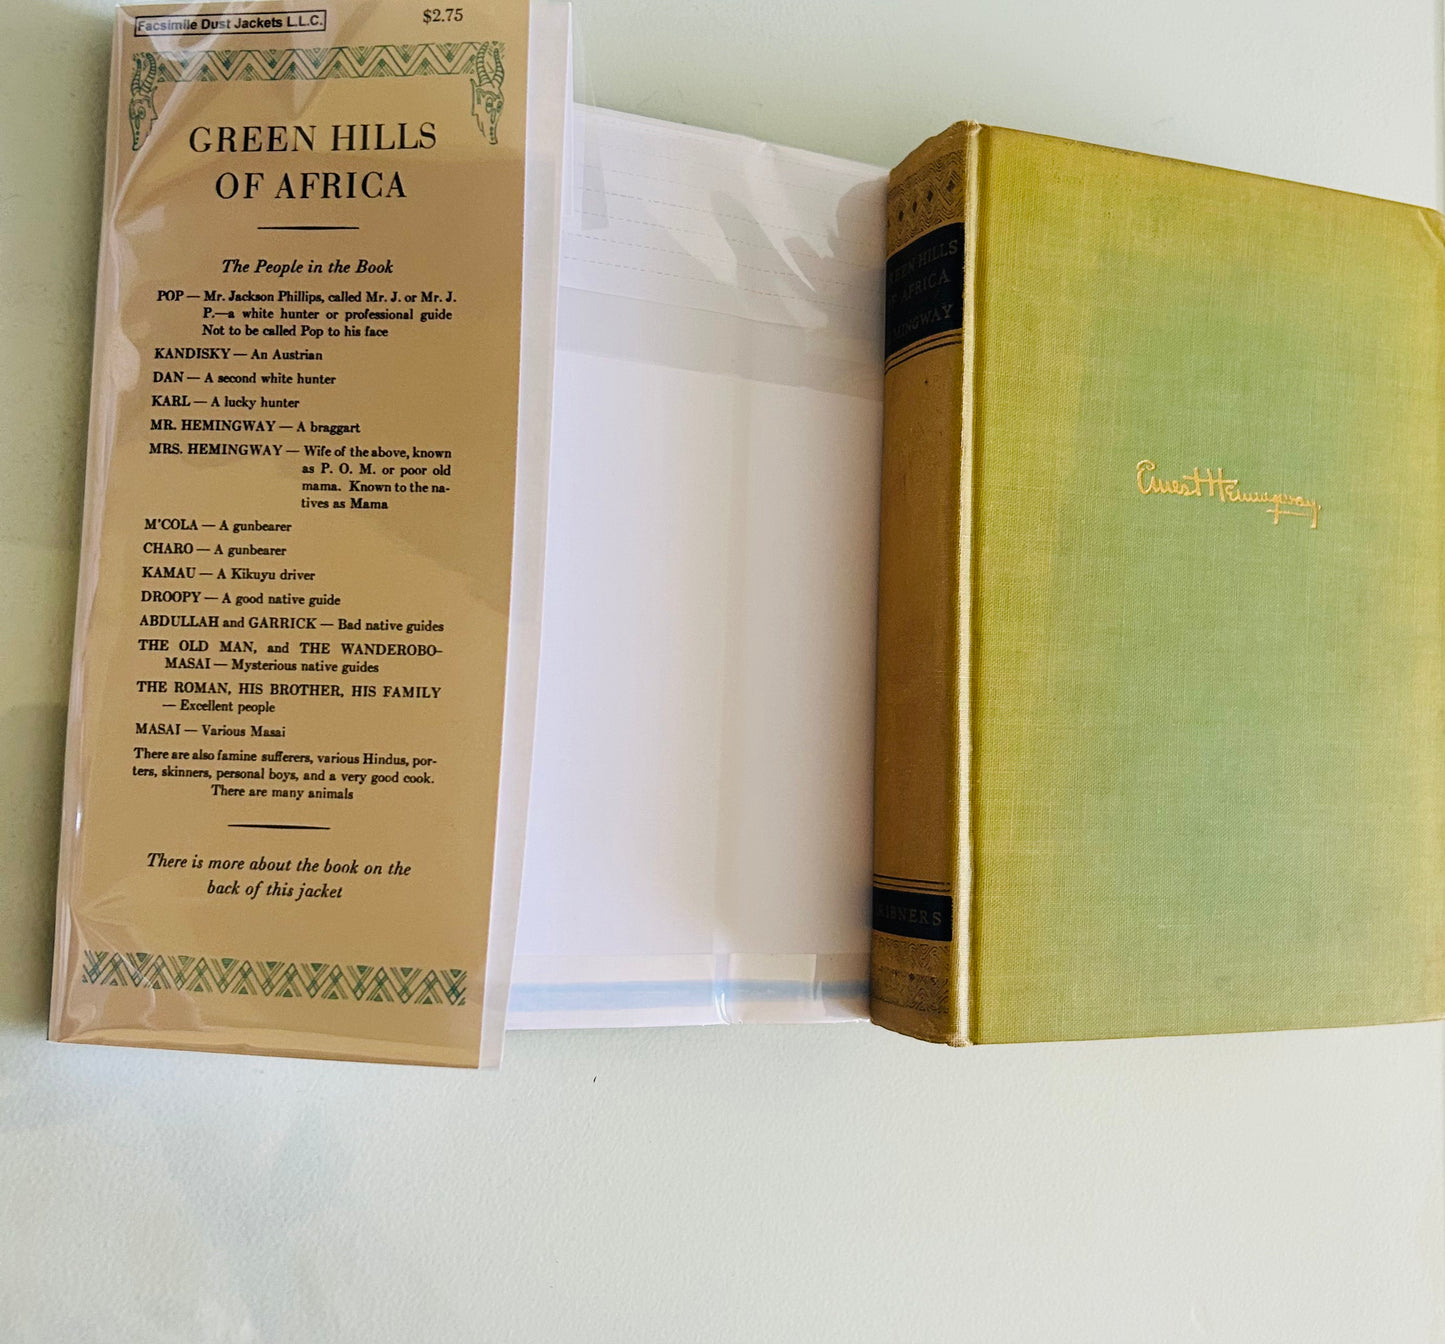 Facsimile Dust Jackets L.L.C.
$2.75
GREEN HILLS
OF AFRICA
The People in the Book
POP — Mr. Jackson Phillips, called Mr. J. or Mr. J.
P.—a white hunter or professional guide
Not to be called Pop to his face
KANDISKY — An Austrian
DAN — A second white hunter
KARL — A lucky hunter
MR. HEMINGWAY — A braggart
MRS. HEMINGWAY — Wife of the above, known
as P. O. M. or poor old
mama. Known to the na-
tives as Mama
M'COLA — A gunbearer
CHARO — A gunbearer
KAMAU — A Kikuyu driver
DROOPY — A good native guide
ABDULLAH and GARRICK — Bad native guides
THE OLD MAN, and THE WANDEROBO-
MASAI — Mysterious native guides
THE ROMAN, HIS BROTHER, HIS FAMILY
— Excellent people
MASAI — Various Masai
There are also famine sufferers, various Hindus, por-
ters, skinners, personal boys, and a very good cook.
There are many animals
There is more about the book on the
back of this jacket
GREEN HILLS
OF AFRICA
HEMINGWAY
SCRIBNERS
Ernest Hemingway